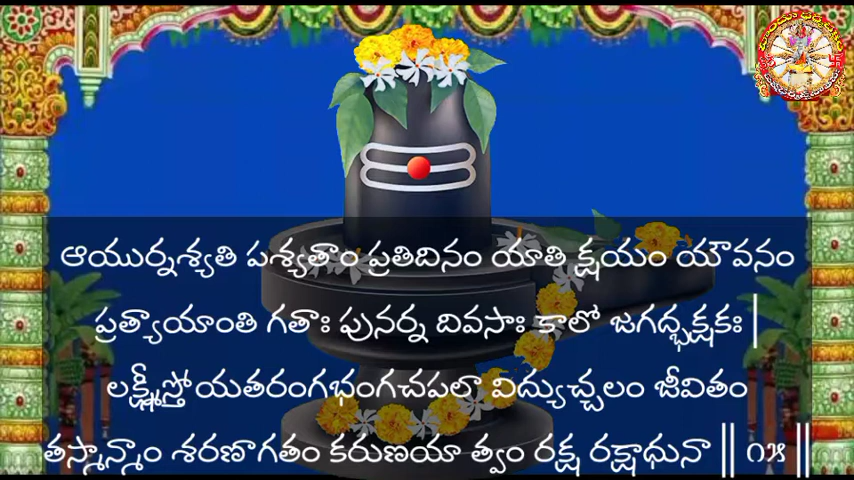 ఆయుర్నశ్యతి పశ్యతాం ప్రతిదినం యాతి క్షయం యౌవనం
ప్రత్యాయాంతి గతాః పునర్న దివసాః కాలో జగద్భక్షకః |
లక్ష్మీస్తోయతరంగభంగచపలా విద్యుచ్చలం జీవితం
తస్మాన్మాం శరణాగతం కరుణయా త్వం రక్ష రక్షాధునా || ౧౫ ||